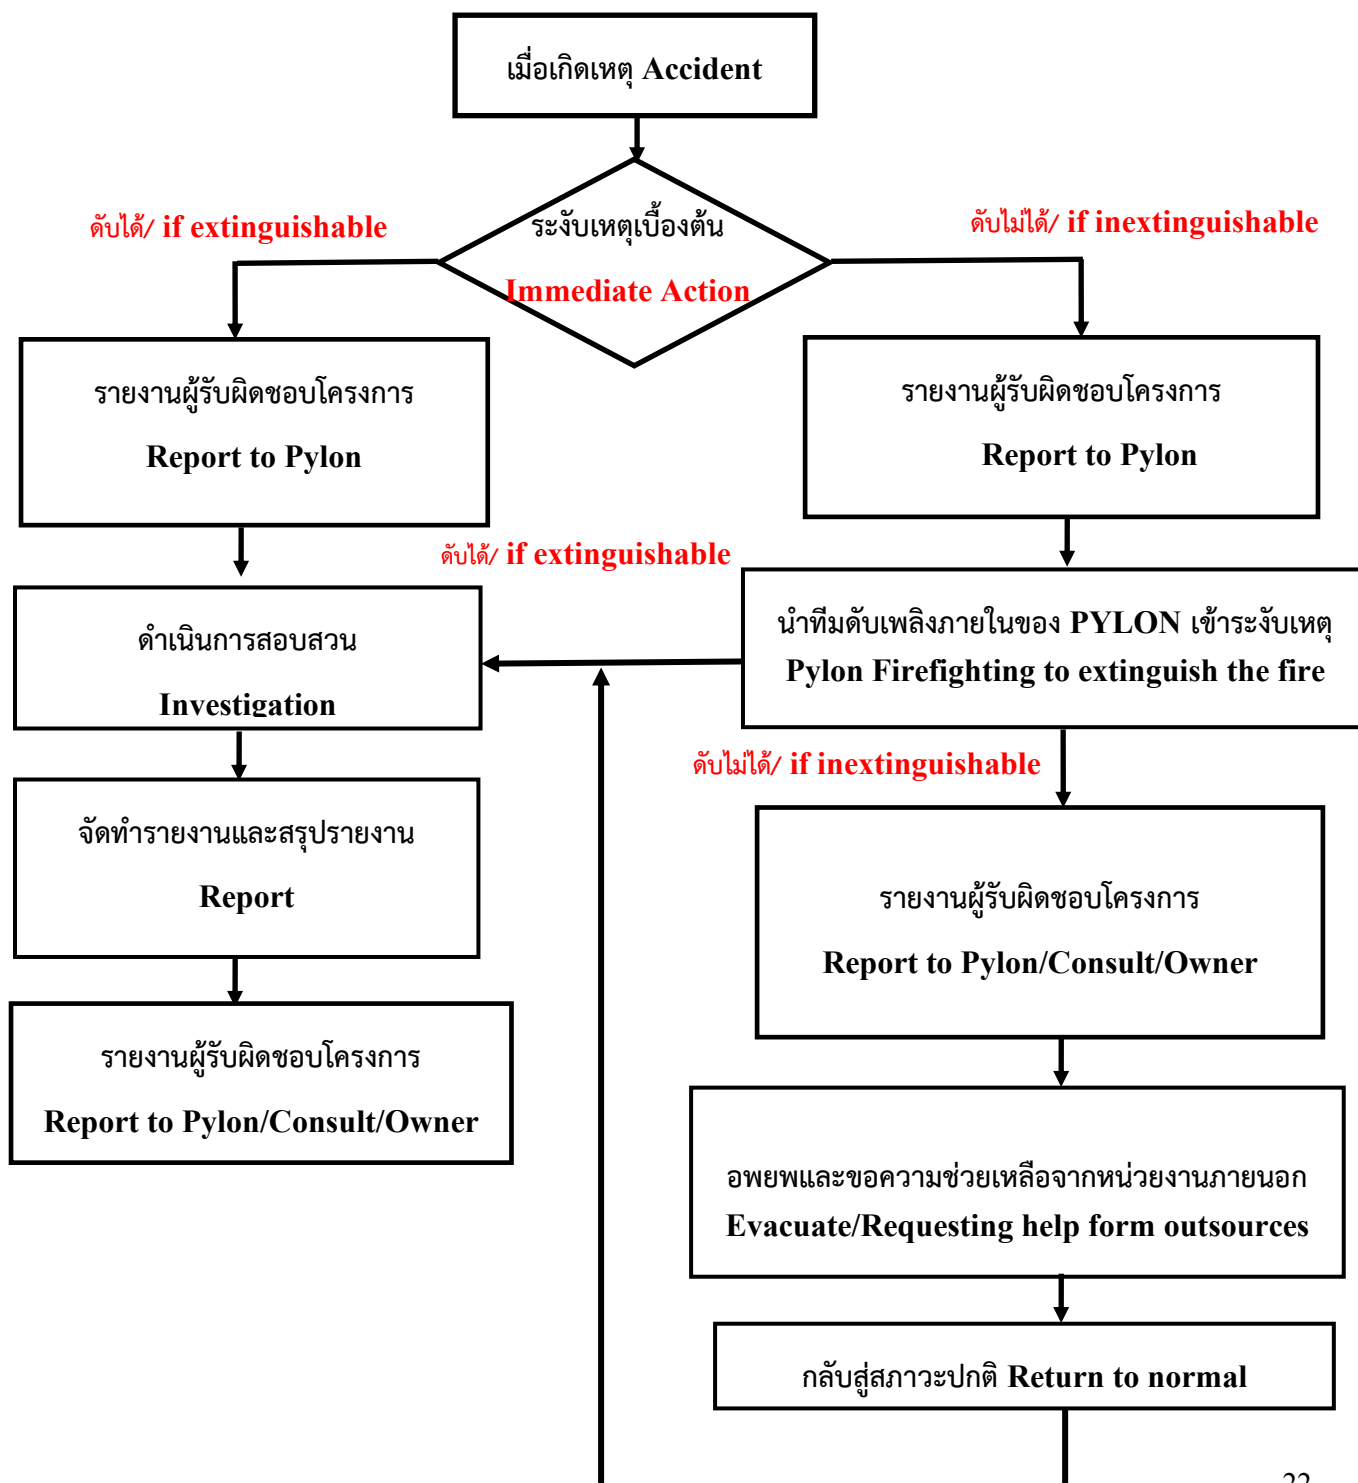 เมื่อเกิดเหตุ Accident
ดับได้/ if extinguishable
ระงับเหตุเบื้องต้น
Immediate Action
ดับไม่ได้/ if inextinguishable
รายงานผู้รับผิดชอบโครงการ
Report to Pylon
รายงานผู้รับผิดชอบโครงการ
Report to Pylon
ดับได้/ if extinguishable
ดำเนินการสอบสวน
Investigation
นำทีมดับเพลิงภายในของ PYLON เข้าระงับเหตุ
Pylon Firefighting to extinguish the fire
ดับไม่ได้/ if inextinguishable
จัดทำรายงานและสรุปรายงาน
Report
รายงานผู้รับผิดชอบโครงการ
Report to Pylon/Consult/Owner
รายงานผู้รับผิดชอบโครงการ
Report to Pylon/Consult/Owner
อพยพและขอความช่วยเหลือจากหน่วยงานภายนอก
Evacuate/Requesting help form outsources
กลับสู่สภาวะปกติ Return to normal
22